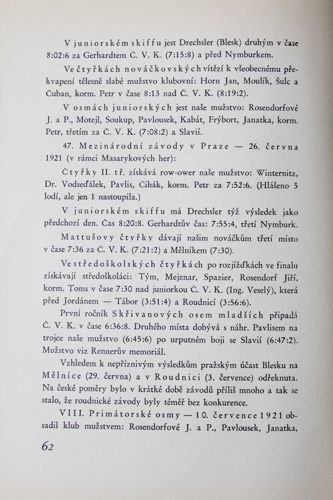 V juniorském skiffu jest Drechsler (Blesk) druhým v čase
8:02:6 za Gerhardtem Č. V. K. (7:15:8) a před Nymburkem.
Ve čtyřkách nováčkovských vítězí k všeobecnému pře-
kvapení tělesně slabé mužstvo klubovní: Horn Jan, Moulík, Šulc a
Čuban, korm. Petr v čase 8:13 nad Č. V. K. (8:19:2).
V osmách juniorských jest naše mužstvo: Rosendorfové
J. a P., Motejl, Soukup, Pavlousek, Kabát, Frýbort, Janatka, korm.
Petr, třetím za Č. V. K. (7:08:2) a Slavií.
47. Mezinárodní závody v Praze — 26. června
1921 (v rámci Masarykových her):
Čtyřky II. tř. získává row-ower naše mužstvo: Winternitz,
Dr. Vodseďálek, Pavlis, Cihák, korm. Petr za 7:52:6. (Hlášeno 5
lodí, ale jen 1 nastoupila.)
V juniorském skiffu má Drechsler týž výsledek jako
předchozí den. Čas 8:20:8. Gerhardtův čas: 7:55:4, třetí Nymburk.
Mattušovy čtyřky dávají našim nováčkům třetí místo
v čase 7:36 za Č. V. K. (7:21:2) a Mělníkem (7:30).
Ve středoškolských čtyřkách po rozjížďkách ve finalu
získávají středoškoláci: Tým, Mejznar, Spazier, Rosendorf Jiří,
korm. Toms v čase 7:30 nad juniorkou Č. V. K. (Ing. Veselý), která
před Jordánem — Tábor (3:51:4) a Roudnicí (3:56:6).
První ročník Skřivanových osem mladších připadá
Č. V. K. v čase 6:36:8. Druhého místa dobývá s náhr. Pavlisem na
trojce naše mužstvo (6:45:6) po urputném boji se Slavií (6:47:2).
Mužstvo viz Rennerův memoriál.
Vzhledem k nepříznivým výsledkům pražským účast Blesku na
Mělníce (29. června) a v Roudnici (3. července) odřeknuta.
Na české poměry bylo v krátké době závodů příliš mnoho a tak se
stalo, že roudnické závody byly téměř bez konkurence.
VIII. Primátorské osmy — 10. července 1921 ob-
sadil klub mužstvem: Rosendorfové J. a P., Pavlousek, Janatka,
62